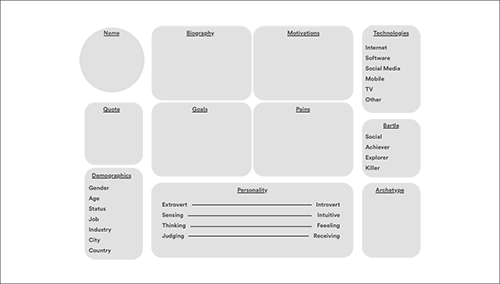 Name
Biography
Motivations
Technologies
Internet
Software
Social Media
Mobile
TV
Other
Quote
Goals
Pains
Bartle
Social
Achiever
Explorer
Killer
Demographics
Gender
Age
Status
Job
Industry
City
Country
Personality
Extrovert Introvert
Sensing Intuitive
Thinking Feeeling
Judging Receiving
Archetype